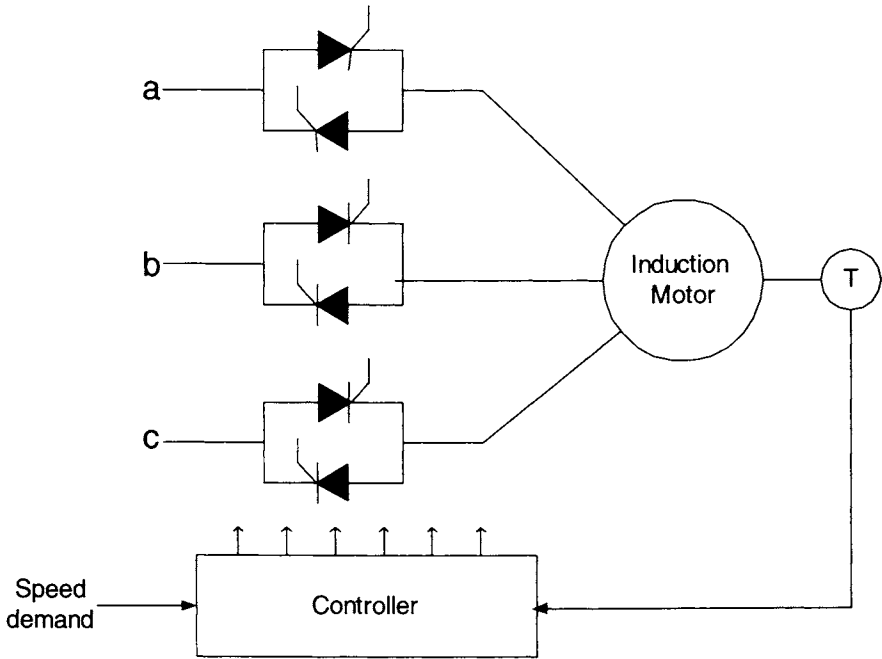 a
b
Induction
Motor
T
c
Speed
demand
Controller